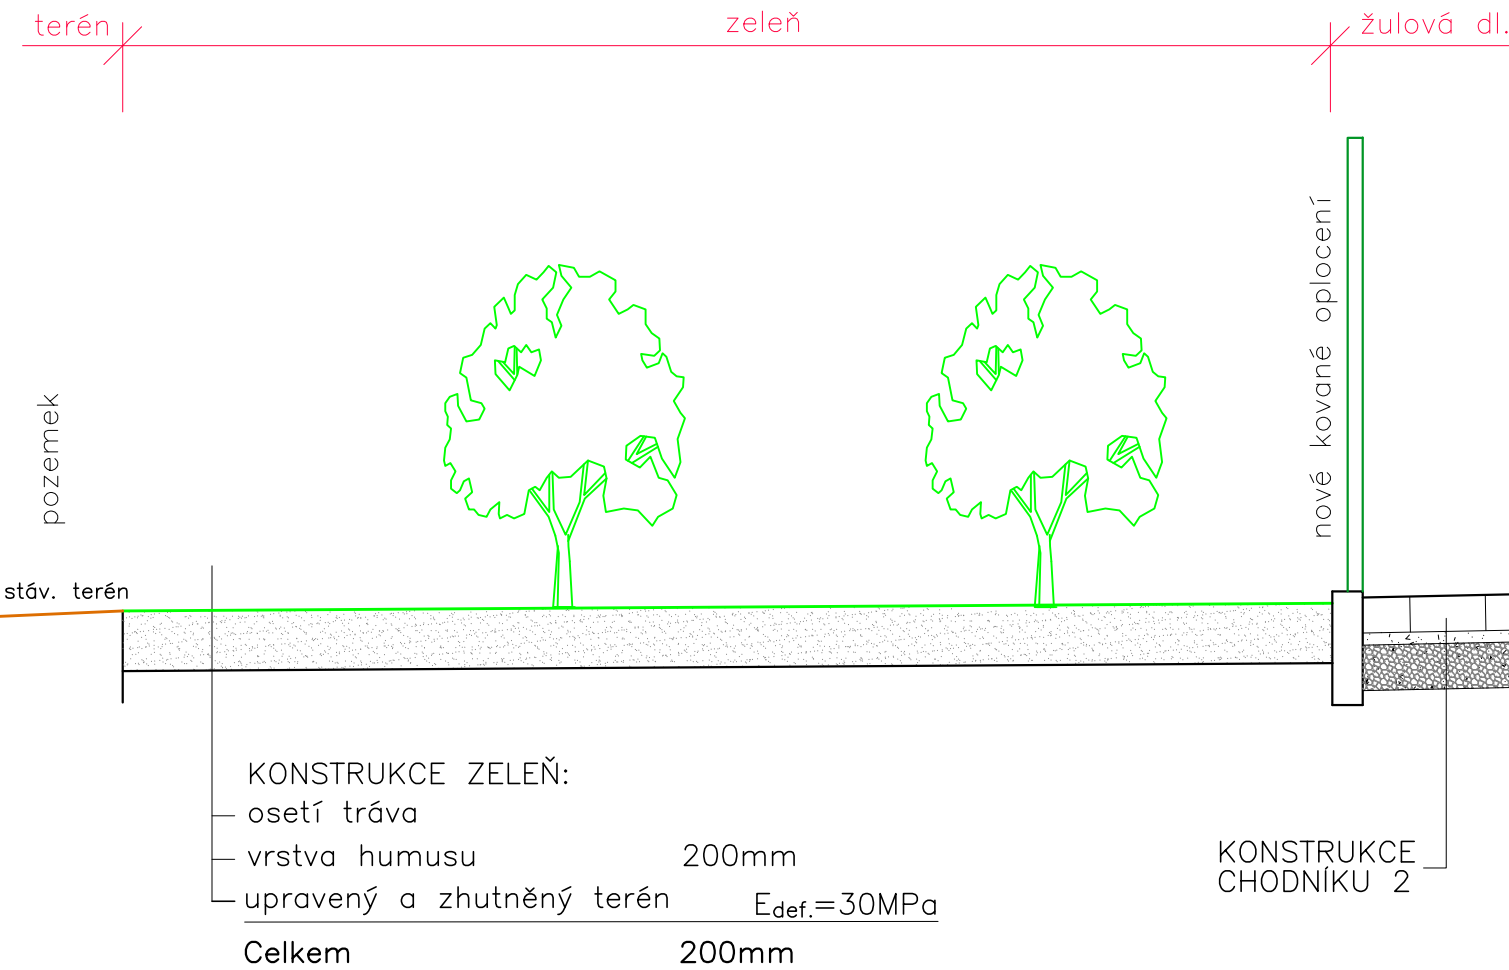 terén
zeleň
žulová dl.
pozemek
nové kované oplocení
stáv. terén
KONSTRUKCE ZELEŇ:
osetí tráva
vrstva humusu 200mm
upravený a zhutněný terén Edef.=30MPa
Celkem 200mm
KONSTRUKCE
CHODNÍKU 2